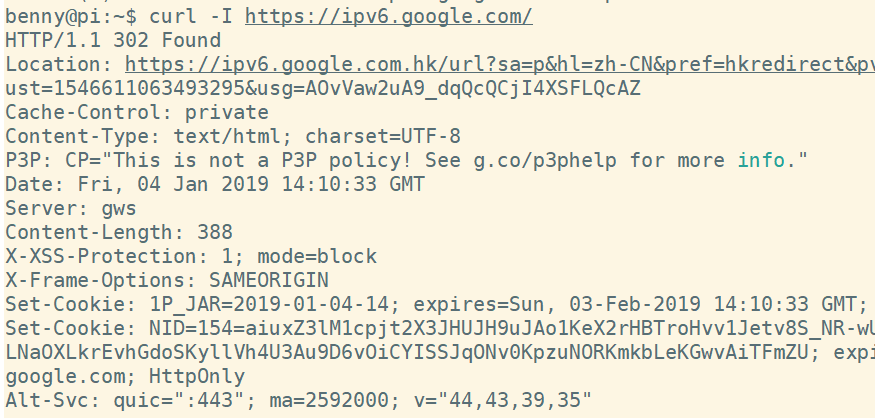 benny@pi:~$ curl -I https://ipv6.google.com/
HTTP/1.1 302 Found
Location: https://ipv6.google.com.hk/url?sa=p&hl=zh-CN&pref=hkredirect&pv
ust=1546611063493295&usg=AOvVaw2uA9_dqQcQCjI4XSFLQcAZ
Cache-Control: private
Content-Type: text/html; charset=UTF-8
P3P: CP="This is not a P3P policy! See g.co/p3phelp for more info."
Date: Fri, 04 Jan 2019 14:10:33 GMT
Server: gws
Content-Length: 388
X-XSS-Protection: 1; mode=block
X-Frame-Options: SAMEORIGIN
Set-Cookie: 1P_JAR=2019-01-04-14; expires=Sun, 03-Feb-2019 14:10:33 GMT;
Set-Cookie: NID=154=aiuxZ3lM1cpjt2X3JHUJH9uJAo1KeX2rHBTroHvv1Jetv8S_NR-wU
LNaOXLkrEvhGdoSKyllVh4U3Au9D6vOiCYISSJqONv0KpzuNORKmkbLeKGwvAiTFmZU; expi
google.com; HttpOnly
Alt-Svc: quic=":443"; ma=2592000; v="44,43,39,35"